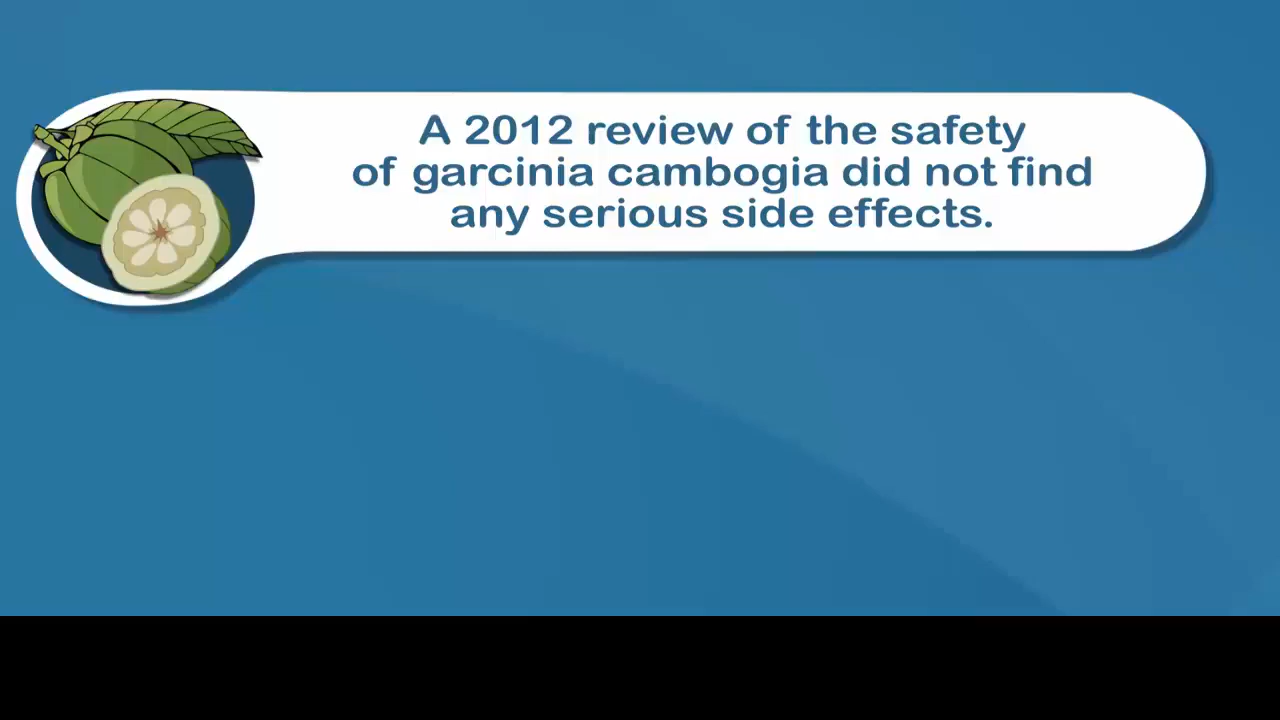 A 2012 review of the safety
of garcinia cambogia did not find
any serious side effects.